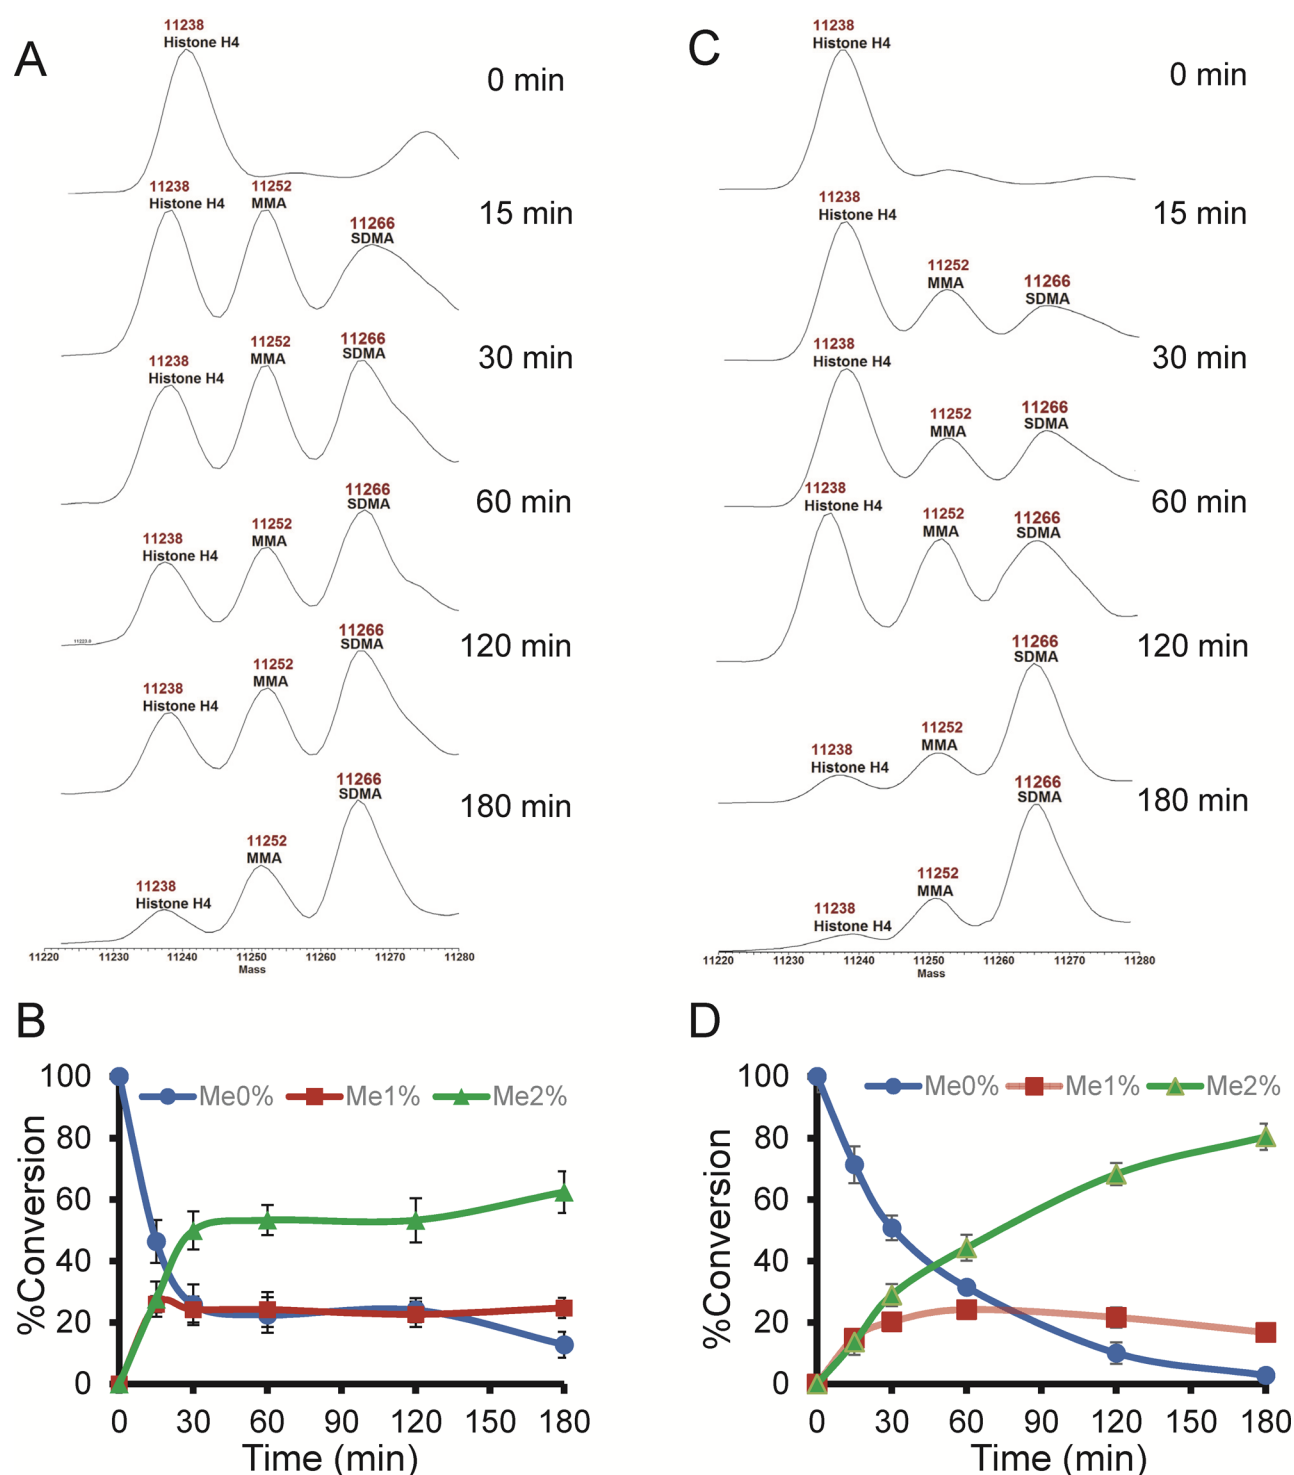 A
11238
Histone H4
0 min
11238
Histone H4
11252
MMA
11266
SDMA
15 min
11238
Histone H4
11252
MMA
11266
SDMA
30 min
11238
Histone H4
11252
MMA
11266
SDMA
60 min
11223.8
11238
Histone H4
11252
MMA
11266
SDMA
120 min
11238
Histone H4
11252
MMA
11266
SDMA
180 min
11220 11230 11240 11250 11260 11270 11280
Mass
C
11238
Histone H4
0 min
11238
Histone H4
11252
MMA
11266
SDMA
15 min
11238
Histone H4
11252
MMA
11266
SDMA
30 min
11238
Histone H4
11252
MMA
11266
SDMA
60 min
11238
Histone H4
11252
MMA
11266
SDMA
120 min
11238
Histone H4
11252
MMA
11266
SDMA
180 min
11220 11230 11240 11250 11260 11270 11280
Mass
B
Me0% Me1% Me2%
%Conversion
100
80
60
40
20
0
0 30 60 90 120 150 180
Time (min)
D
Me0% Me1% Me2%
%Conversion
100
80
60
40
20
0
0 30 60 90 120 150 180
Time (min)